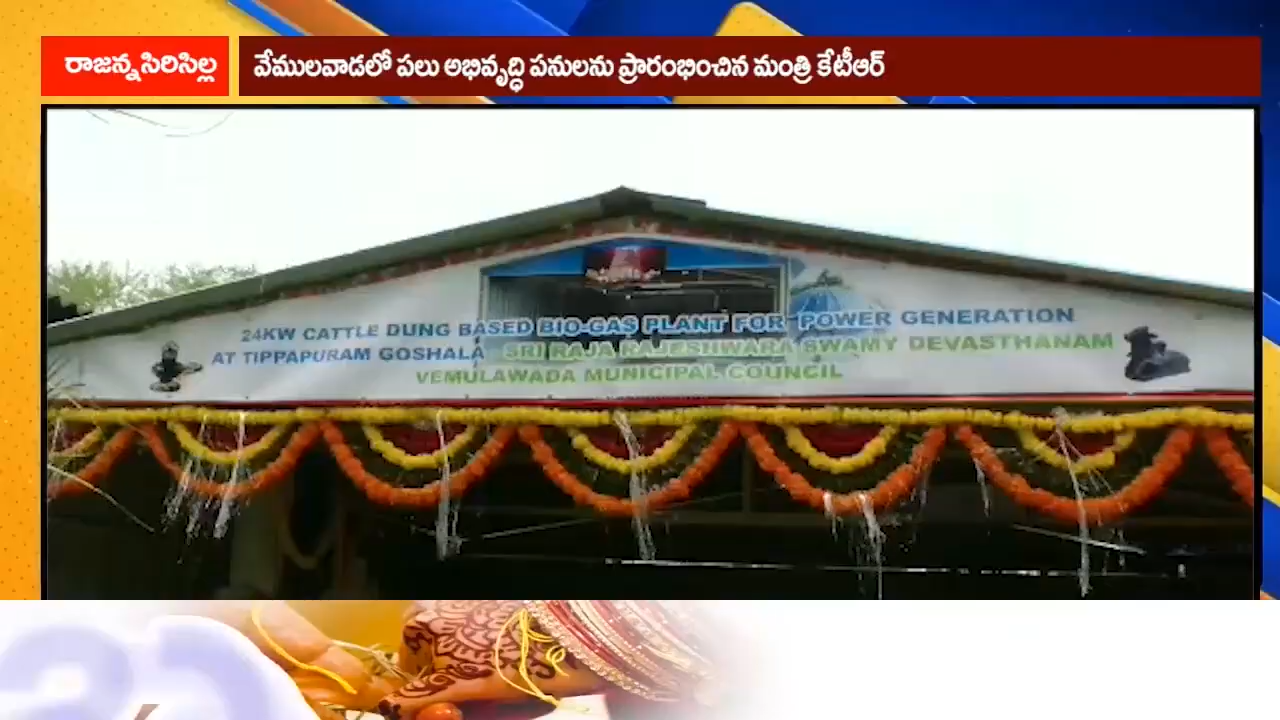 రాజన్నసిరిసిల్ల
వేములవాడలో పలు అభివృద్ధి పనులను ప్రారంభించిన మంత్రి కేటీఆర్
24KW CATTLE DUNG BASED BIO-GAS PLANT FOR POWER GENERATION
AT TIPPAPURAM GOSHALA SRI RAJA RAJESHWARA SWAMY DEVASTHANAM
VEMULAWADA MUNICIPAL COUNCIL